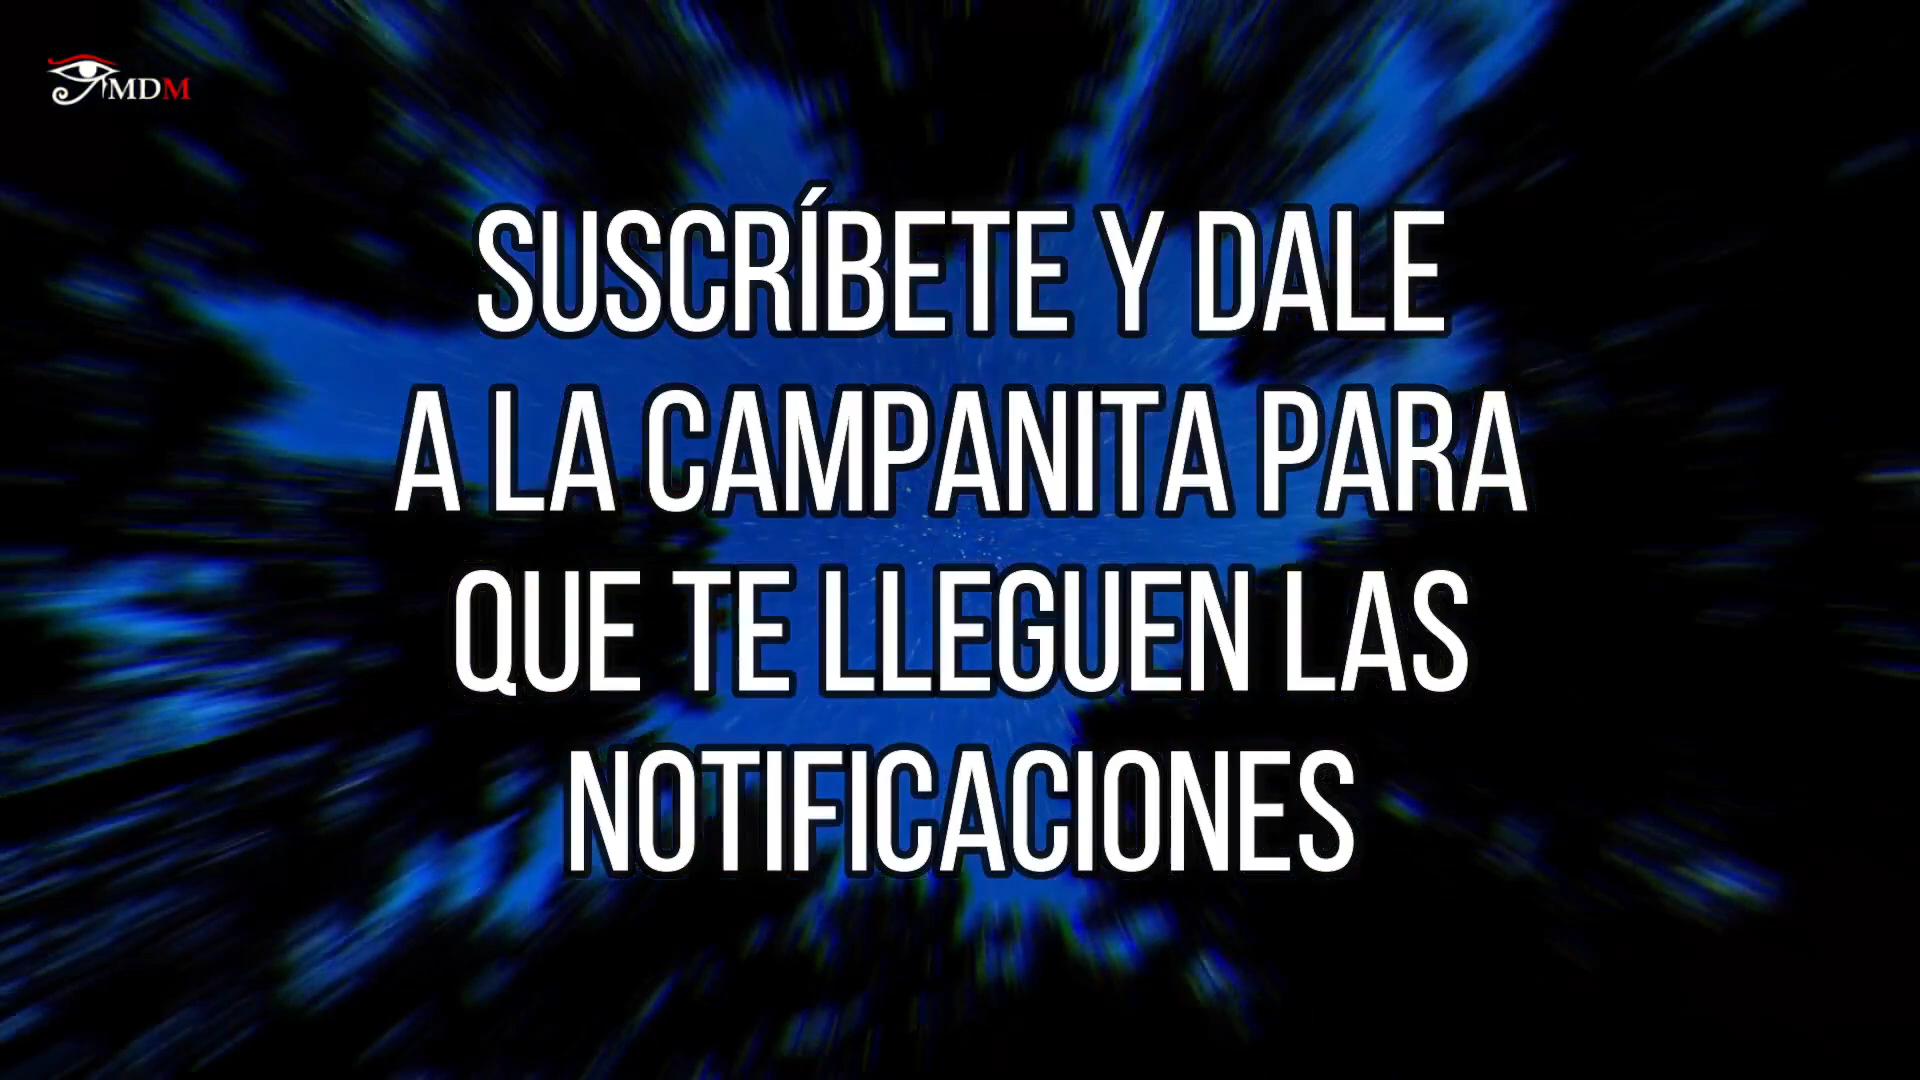 MDM
SUSCRÍBETE Y DALE
A LA CAMPANITA PARA
QUE TE LLEGUEN LAS
NOTIFICACIONES